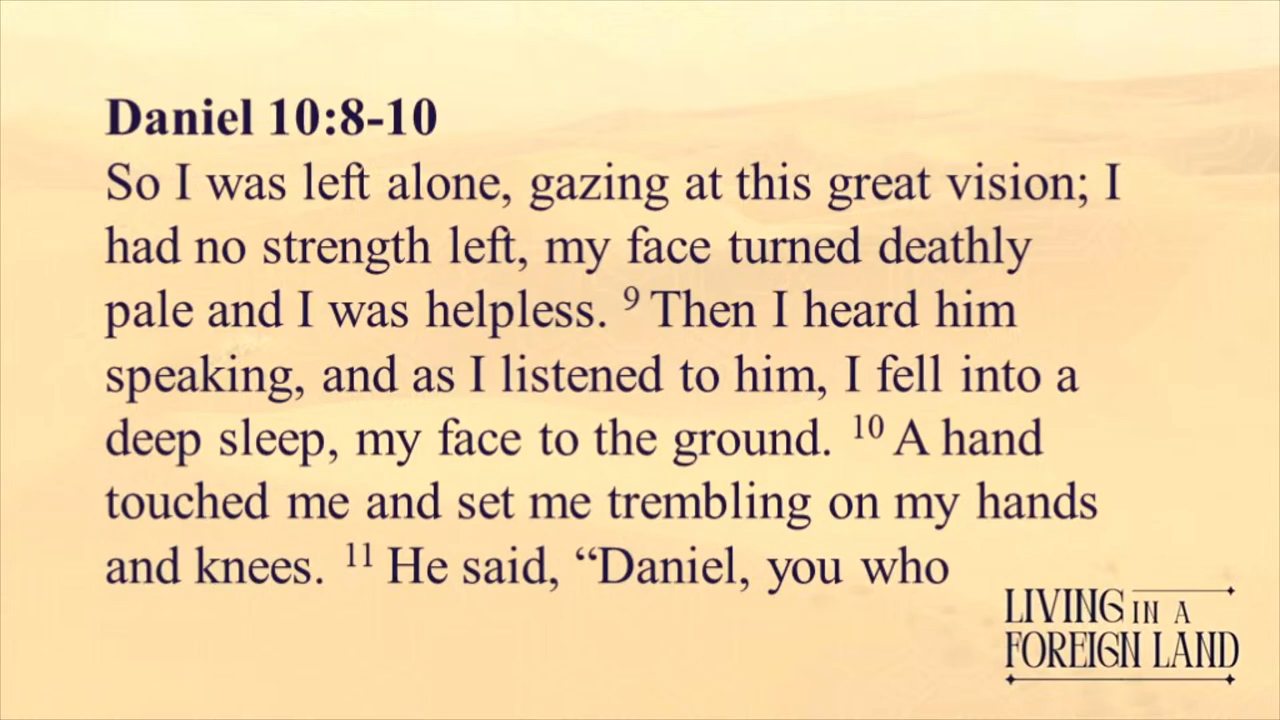 Daniel 10:8-10
So I was left alone, gazing at this great vision; I
had no strength left, my face turned deathly
pale and I was helpless. ⁹ Then I heard him
speaking, and as I listened to him, I fell into a
deep sleep, my face to the ground. ¹⁰ A hand
touched me and set me trembling on my hands
and knees. ¹¹ He said, “Daniel, you who
LIVING IN A
FOREIGN LAND